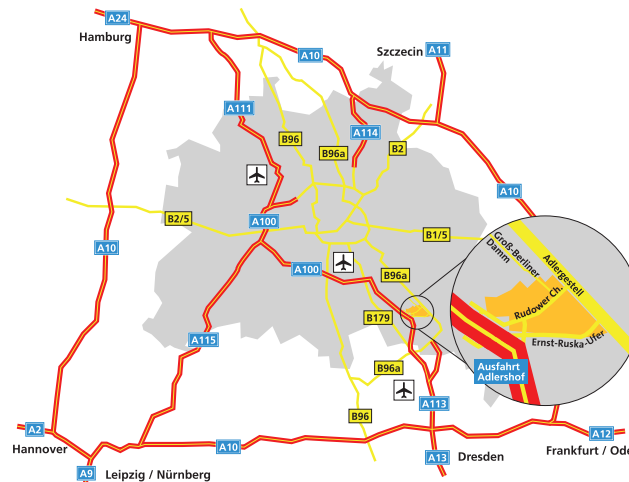 A24
Hamburg
A10
Szczecin
A11
A111
A114
B96
B96a
B2
A10
A10
B2/5
A100
B1/5
A100
B96a
Groß-Berliner
Damm
Adlergestell
Rudower Ch.
Ernst-Ruska-Ufer
Ausfahrt
Adlershof
B179
A115
B96a
B96
A113
A2
Hannover
A9
Leipzig / Nürnberg
A10
A13
Dresden
A12
Frankfurt / Ode